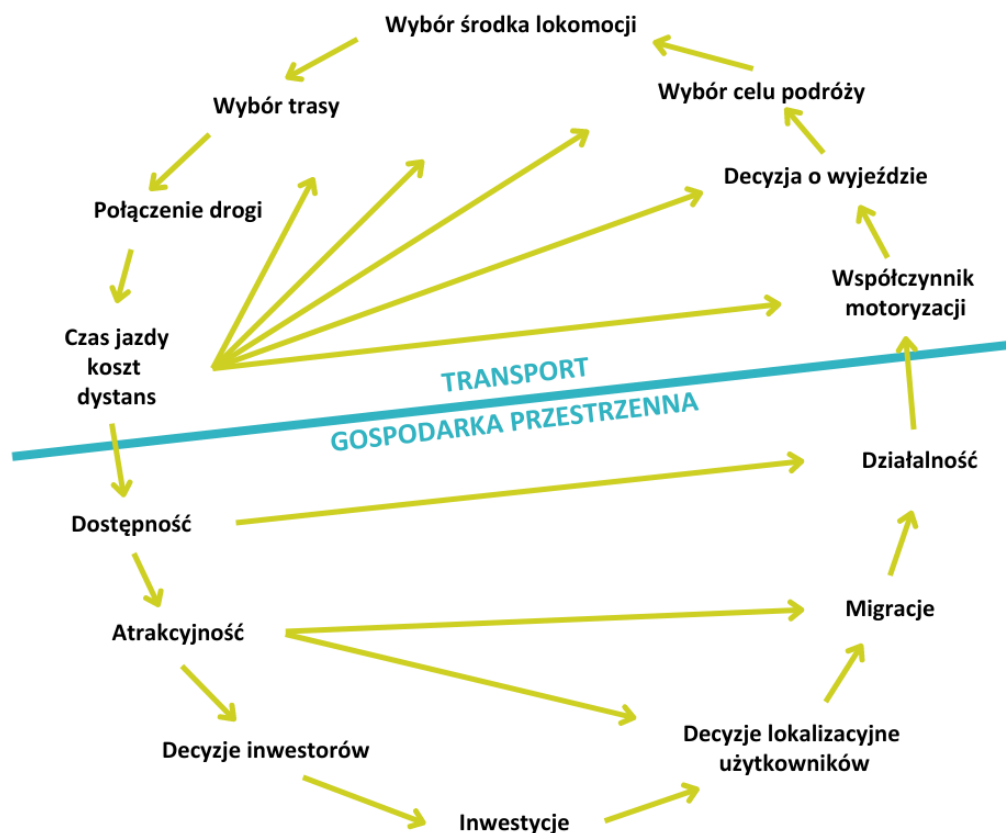 Wybór środka lokomocji
Wybór celu podróży
Wybór trasy
Decyzja o wyjeździe
Połączenie drogi
Współczynnik
motoryzacji
Czas jazdy
koszt
dystans
TRANSPORT
GOSPODARKA PRZESTRZENNA
Działalność
Dostępność
Migracje
Atrakcyjność
Decyzje lokalizacyjne
użytkowników
Decyzje inwestorów
Inwestycje